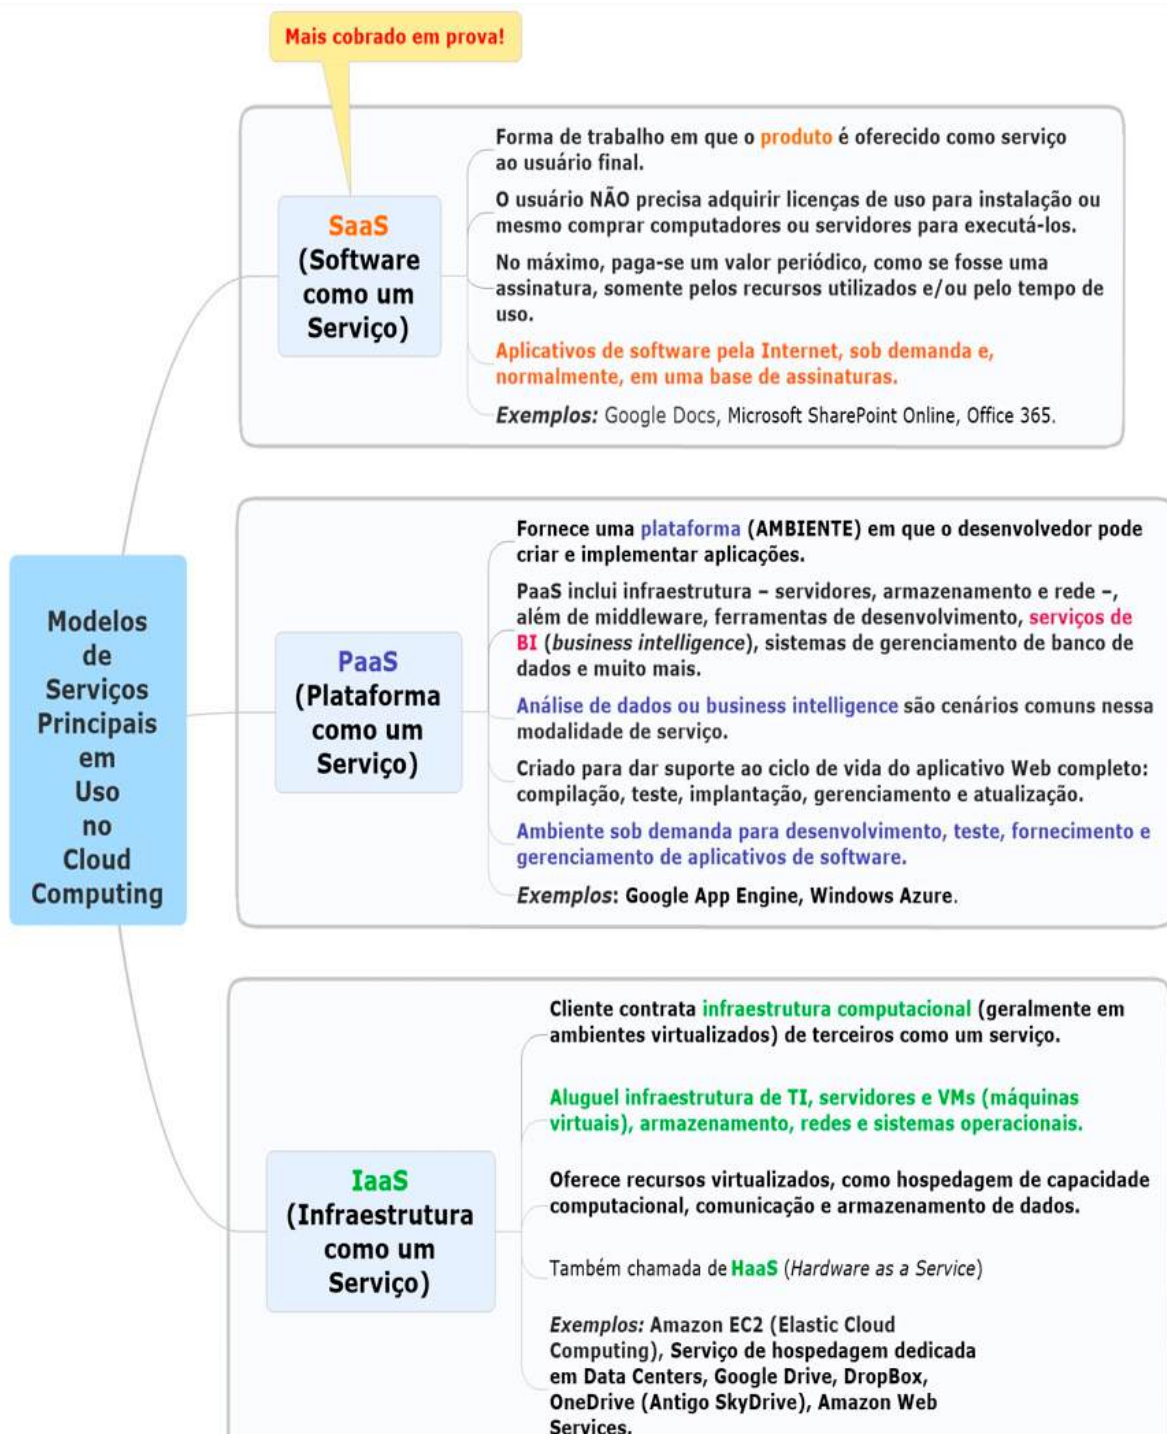 Mais cobrado em prova!
SaaS
(Software
como um
Serviço)
Forma de trabalho em que o produto é oferecido como serviço
ao usuário final.
O usuário NÃO precisa adquirir licenças de uso para instalação ou
mesmo comprar computadores ou servidores para executá-los.
No máximo, paga-se um valor periódico, como se fosse uma
assinatura, somente pelos recursos utilizados e/ou pelo tempo de
uso.
Aplicativos de software pela Internet, sob demanda e,
normalmente, em uma base de assinaturas.
Exemplos: Google Docs, Microsoft SharePoint Online, Office 365.
Modelos
de
Serviços
Principais
em
Uso
no
Cloud
Computing
PaaS
(Plataforma
como um
Serviço)
Fornece uma plataforma (AMBIENTE) em que o desenvolvedor pode
criar e implementar aplicações.
PaaS inclui infraestrutura – servidores, armazenamento e rede –,
além de middleware, ferramentas de desenvolvimento, serviços de
BI (business intelligence), sistemas de gerenciamento de banco de
dados e muito mais.
Análise de dados ou business intelligence são cenários comuns nessa
modalidade de serviço.
Criado para dar suporte ao ciclo de vida do aplicativo Web completo:
compilação, teste, implantação, gerenciamento e atualização.
Ambiente sob demanda para desenvolvimento, teste, fornecimento e
gerenciamento de aplicativos de software.
Exemplos: Google App Engine, Windows Azure.
IaaS
(Infraestrutura
como um
Serviço)
Cliente contrata infraestrutura computacional (geralmente em
ambientes virtualizados) de terceiros como um serviço.
Aluguel infraestrutura de TI, servidores e VMs (máquinas
virtuais), armazenamento, redes e sistemas operacionais.
Oferece recursos virtualizados, como hospedagem de capacidade
computacional, comunicação e armazenamento de dados.
Também chamada de HaaS (Hardware as a Service)
Exemplos: Amazon EC2 (Elastic Cloud
Computing), Serviço de hospedagem dedicada
em Data Centers, Google Drive, DropBox,
OneDrive (Antigo SkyDrive), Amazon Web
Services.